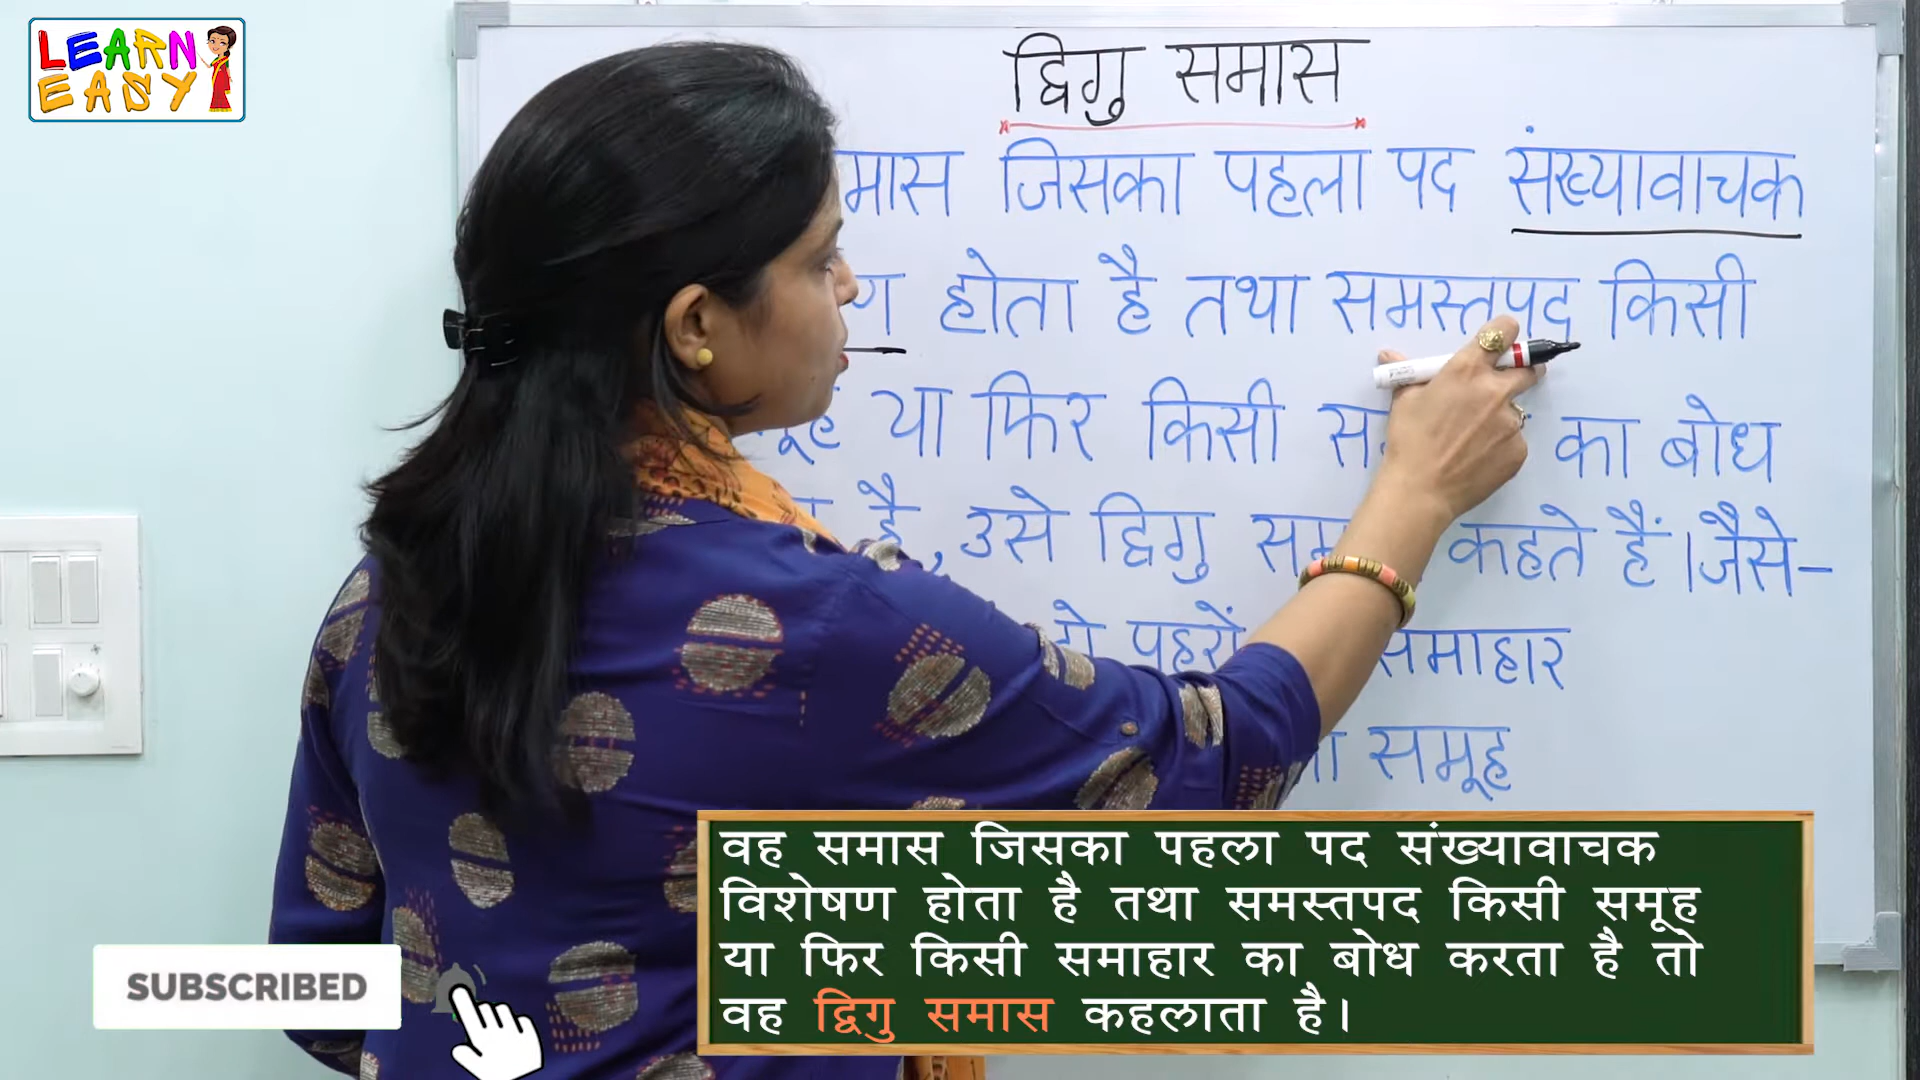 LEARN
EASY
द्विगु समास
जिसका पहला पद संख्यावाचक
होता है तथा समस्तपद किसी
या फिर किसी का बोध
है, उसे द्विगु कहते हैं। जैसे-
पहरों समाहार
समूह
वह समास जिसका पहला पद संख्यावाचक
विशेषण होता है तथा समस्तपद किसी समूह
या फिर किसी समाहार का बोध करता है तो
वह द्विगु समास कहलाता है।
SUBSCRIBED